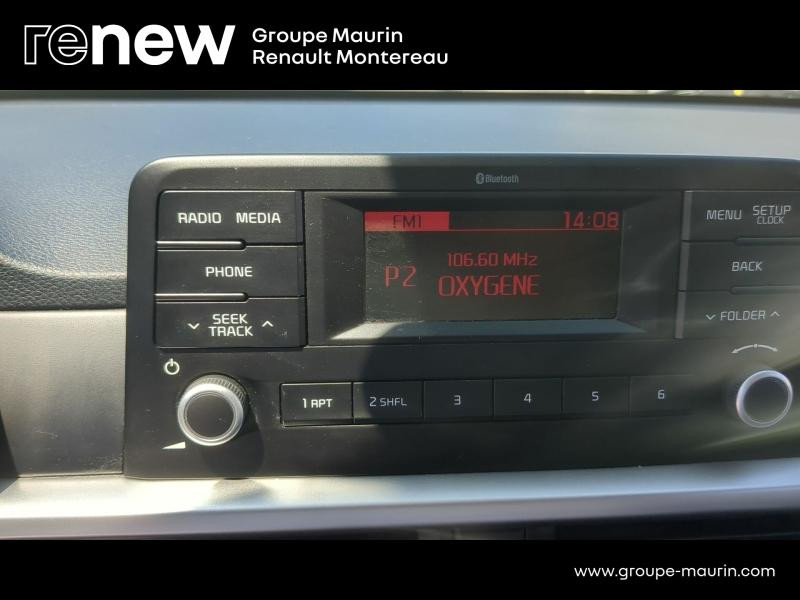 renew
Groupe Maurin
Renault Montereau
Bluetooth
RADIO MEDIA
PHONE
SEEK
TRACK
FM1 14:08
106.60 MHz
P2 OXYGENE
MENU SETUP
CLOCK
BACK
FOLDER
1 RPT
2 SHFL
3
4
5
6
www.groupe-maurin.com